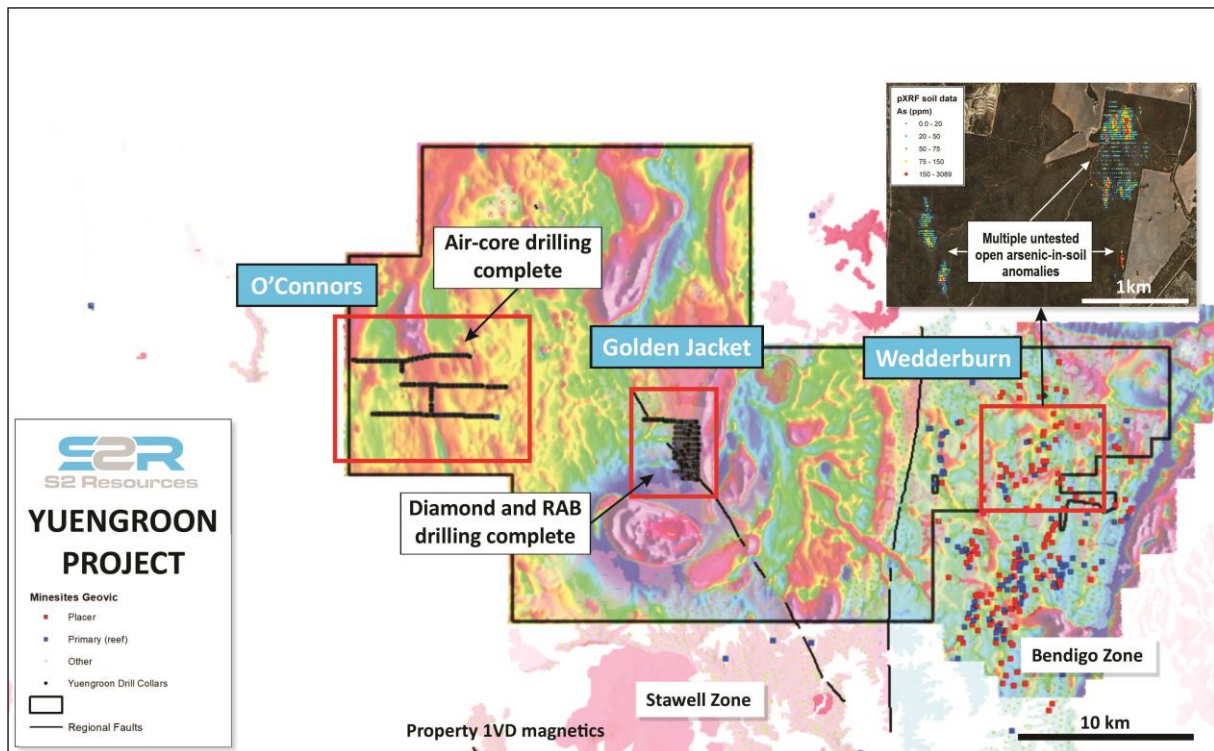 pXRF soil data
As (ppm)
0.0 - 20
20 - 50
50 - 75
75 - 150
150 - 3089
Multiple untested
open arsenic-in-soil
anomalies
1km
Air-core drilling
complete
O'Connors
Golden Jacket
Wedderburn
Diamond and RAB
drilling complete
S2R
S2 Resources
YUENGROON
PROJECT
Minesites Geovic
Placer
Primary (reef)
Other
Yuengroon Drill Collars
Regional Faults
Bendigo Zone
Stawell Zone
10 km
Property 1VD magnetics